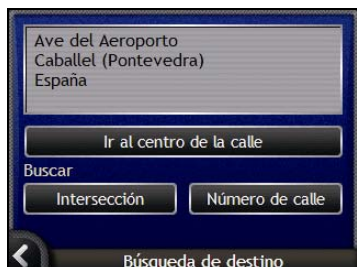 Ave del Aeroporto
Caballel (Pontevedra)
España
Ir al centro de la calle
Buscar
Intersección
Número de calle
Búsqueda de destino